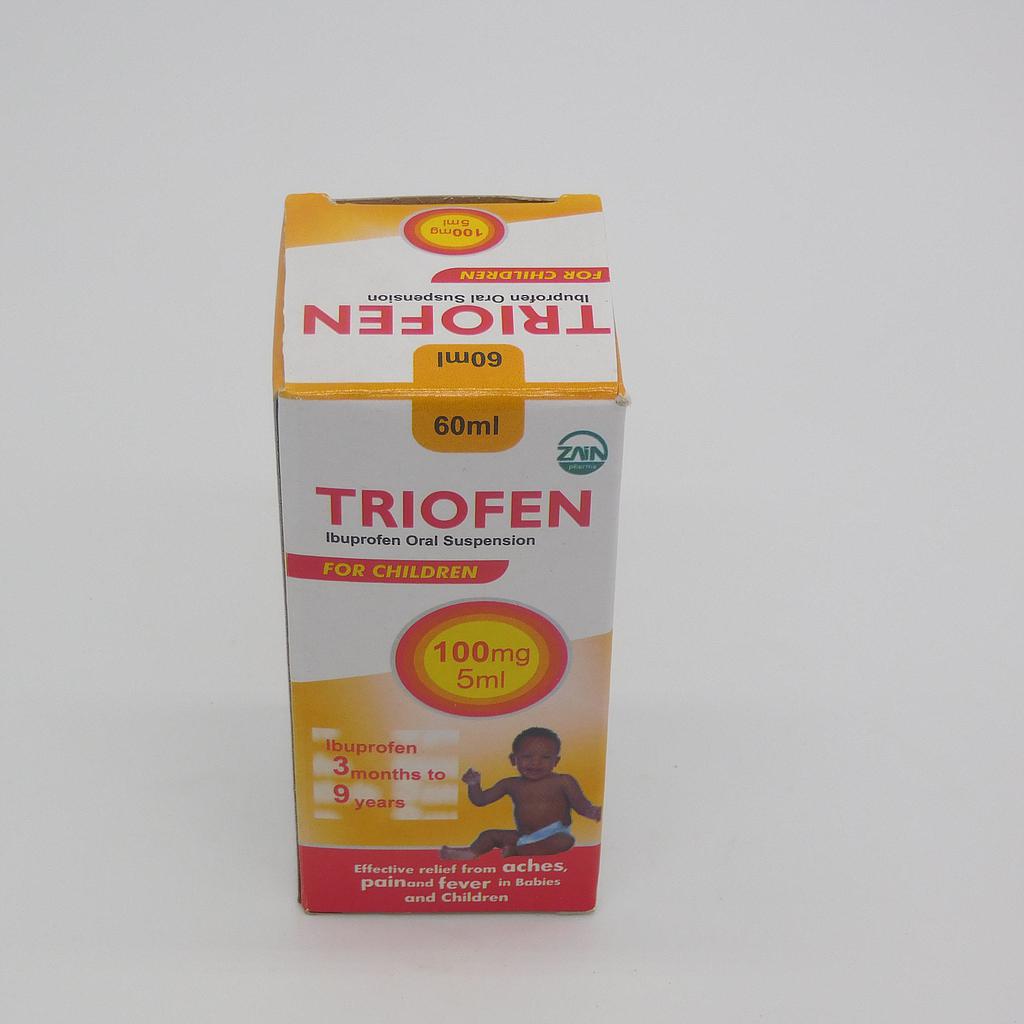 100mg
5ml
FOR CHILDREN
Ibuprofen Oral Suspension
TRIOFEN
60ml
60ml
ZAIN
pharma
TRIOFEN
Ibuprofen Oral Suspension
FOR CHILDREN
100mg
5ml
Ibuprofen
3 months to
9 years
Effective relief from aches,
pain and fever in Babies
and Children